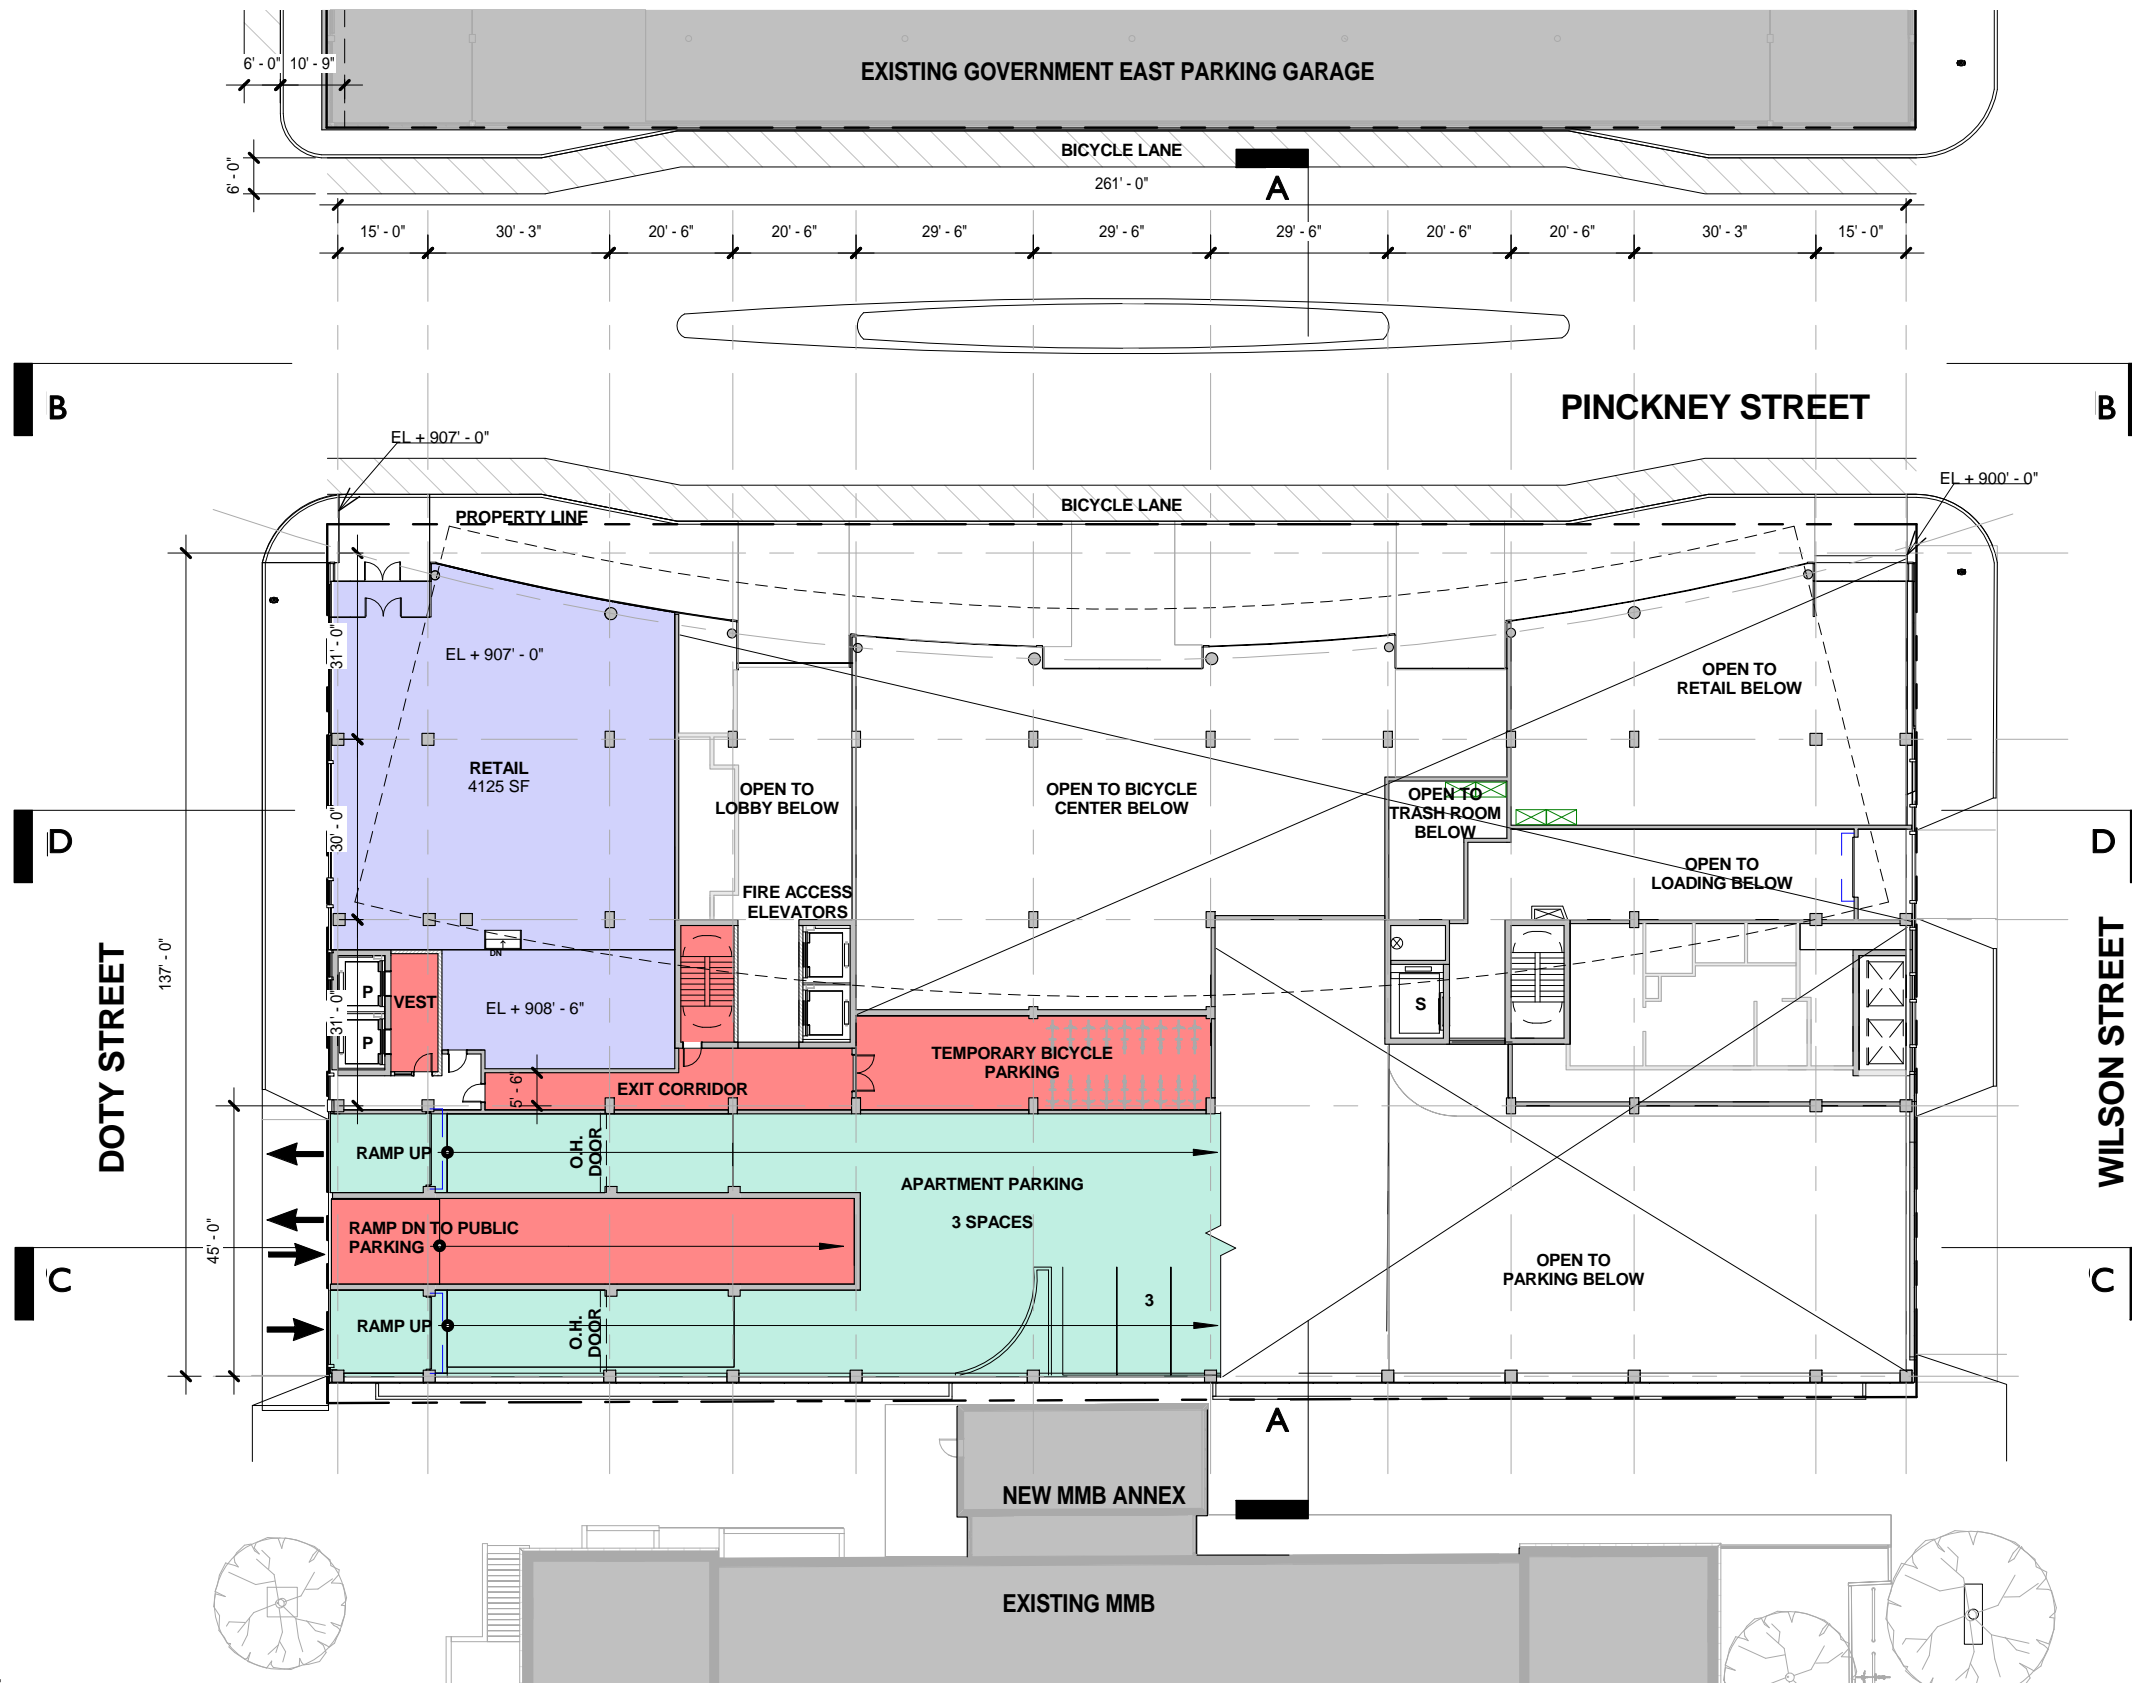 6' - 0" 10' - 9"
EXISTING GOVERNMENT EAST PARKING GARAGE
BICYCLE LANE
6' - 0"
261' - 0"
A
15' - 0" 30' - 3" 20' - 6" 20' - 6" 29' - 6" 29' - 6" 29' - 6" 20' - 6" 20' - 6" 30' - 3" 15' - 0"
B
PINCKNEY STREET
B
EL + 907' - 0"
EL + 900' - 0"
BICYCLE LANE
PROPERTY LINE
31' - 0"
EL + 907' - 0"
OPEN TO
RETAIL BELOW
RETAIL
4125 SF
OPEN TO
LOBBY BELOW
OPEN TO BICYCLE
CENTER BELOW
OPEN TO
TRASH ROOM
BELOW
D
30' - 0"
D
OPEN TO
LOADING BELOW
FIRE ACCESS
ELEVATORS
137' - 0"
DOTY STREET
WILSON STREET
DN
P
VEST
31' - 0"
P
EL + 908' - 6"
S
TEMPORARY BICYCLE
PARKING
EXIT CORRIDOR
5' - 6"
RAMP UP
O.H.
DOOR
APARTMENT PARKING
3 SPACES
RAMP DN TO PUBLIC
PARKING
45' - 0"
C
OPEN TO
PARKING BELOW
C
3
RAMP UP
O.H.
DOOR
A
NEW MMB ANNEX
EXISTING MMB